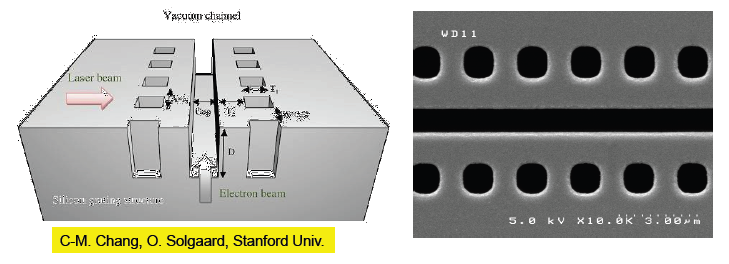 Vacuum channel
Laser beam
Gap
D
Electron beam
Silicon grating structure
C-M. Chang, O. Solgaard, Stanford Univ.
WD11
5.0 kV X10.0K 3.00μm